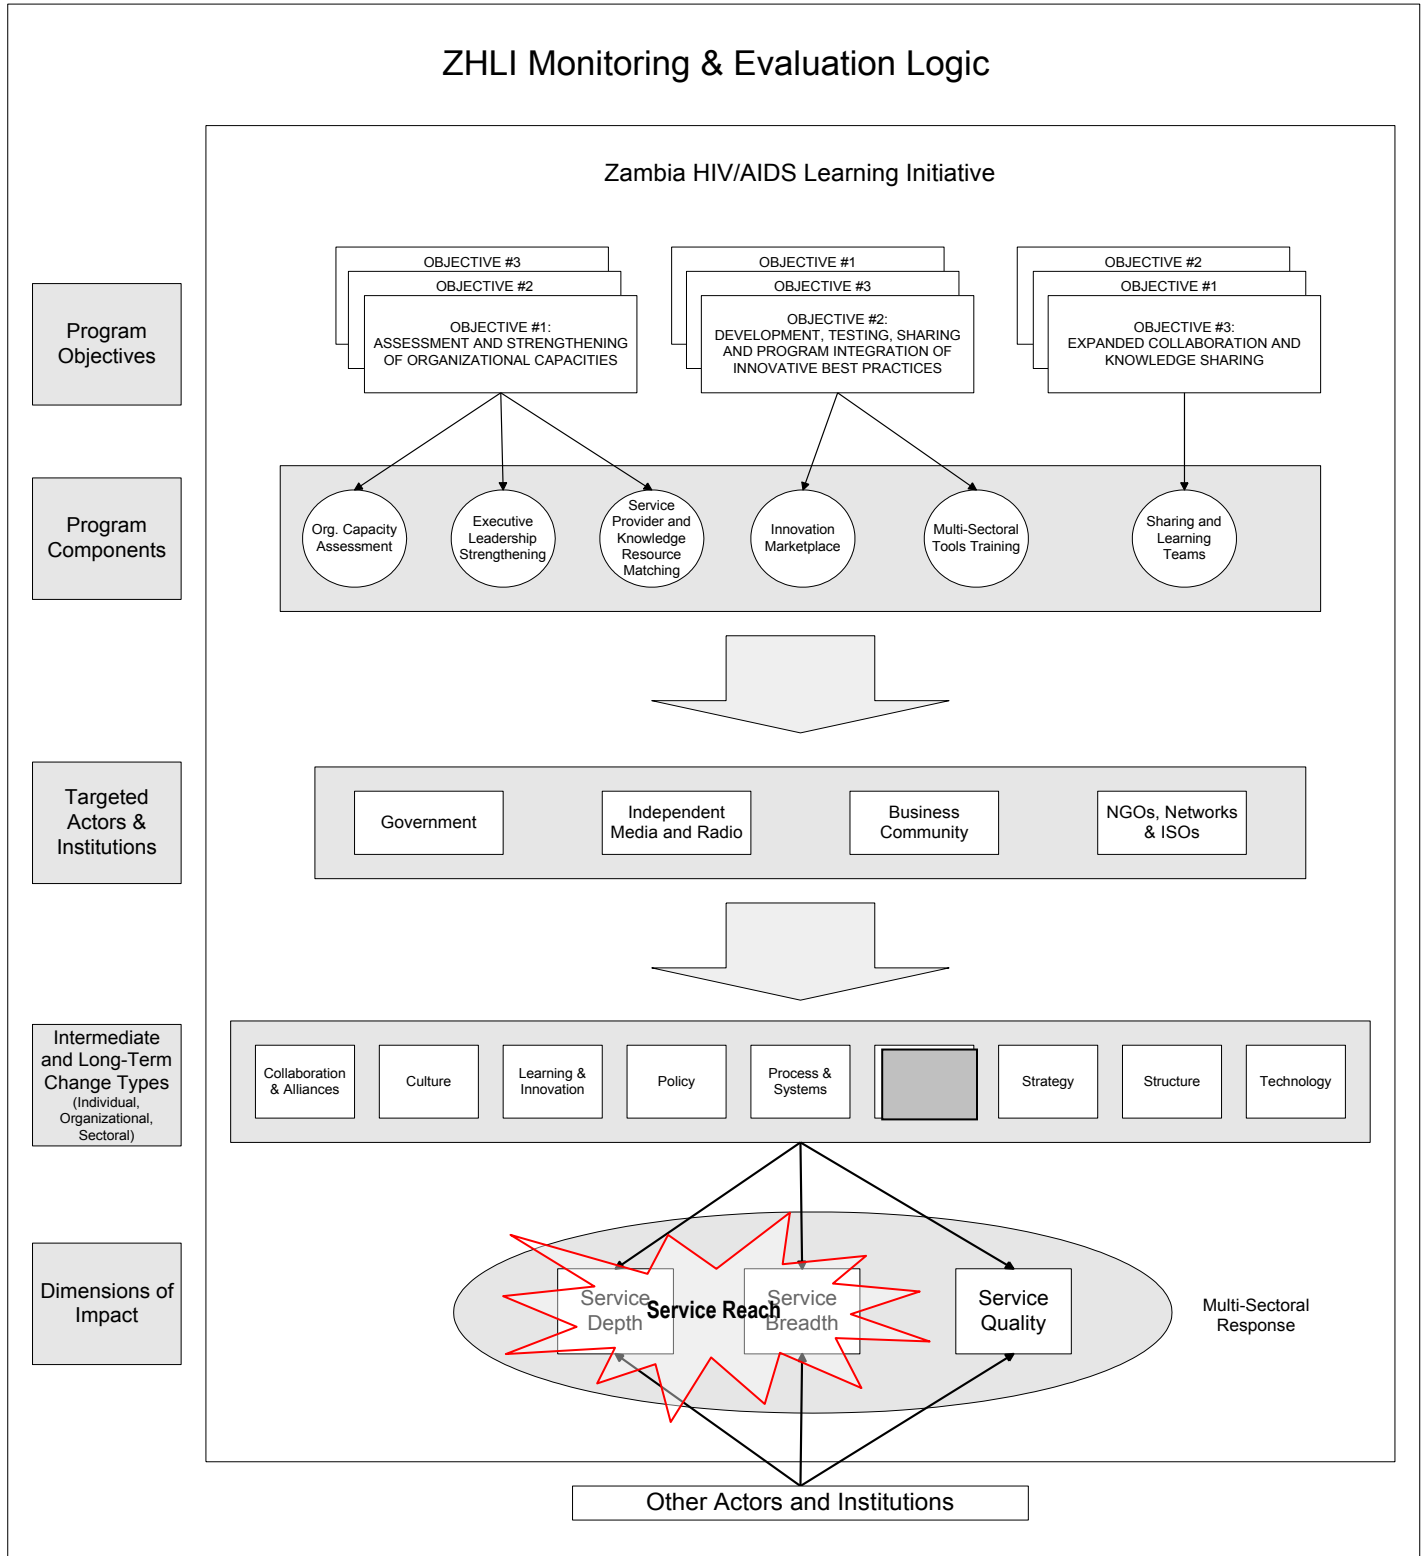 ZHLI Monitoring & Evaluation Logic
Zambia HIV/AIDS Learning Initiative
Program
Objectives
OBJECTIVE #3
OBJECTIVE #2
OBJECTIVE #1:
ASSESSMENT AND STRENGTHENING
OF ORGANIZATIONAL CAPACITIES
OBJECTIVE #1
OBJECTIVE #3
OBJECTIVE #2:
DEVELOPMENT, TESTING, SHARING
AND PROGRAM INTEGRATION OF
INNOVATIVE BEST PRACTICES
OBJECTIVE #2
OBJECTIVE #1
OBJECTIVE #3:
EXPANDED COLLABORATION AND
KNOWLEDGE SHARING
Program
Components
Org. Capacity
Assessment
Executive
Leadership
Strengthening
Service
Provider and
Knowledge
Resource
Matching
Innovation
Marketplace
Multi-Sectoral
Tools Training
Sharing and
Learning
Teams
Targeted
Actors &
Institutions
Government
Independent
Media and Radio
Business
Community
NGOs, Networks
& ISOs
Intermediate
and Long-Term
Change Types
(Individual,
Organizational,
Sectoral)
Collaboration
& Alliances
Culture
Learning &
Innovation
Policy
Process &
Systems
Strategy
Structure
Technology
Dimensions of
Impact
Service
Depth
Service Reach
Service
Breadth
Service
Quality
Multi-Sectoral
Response
Other Actors and Institutions